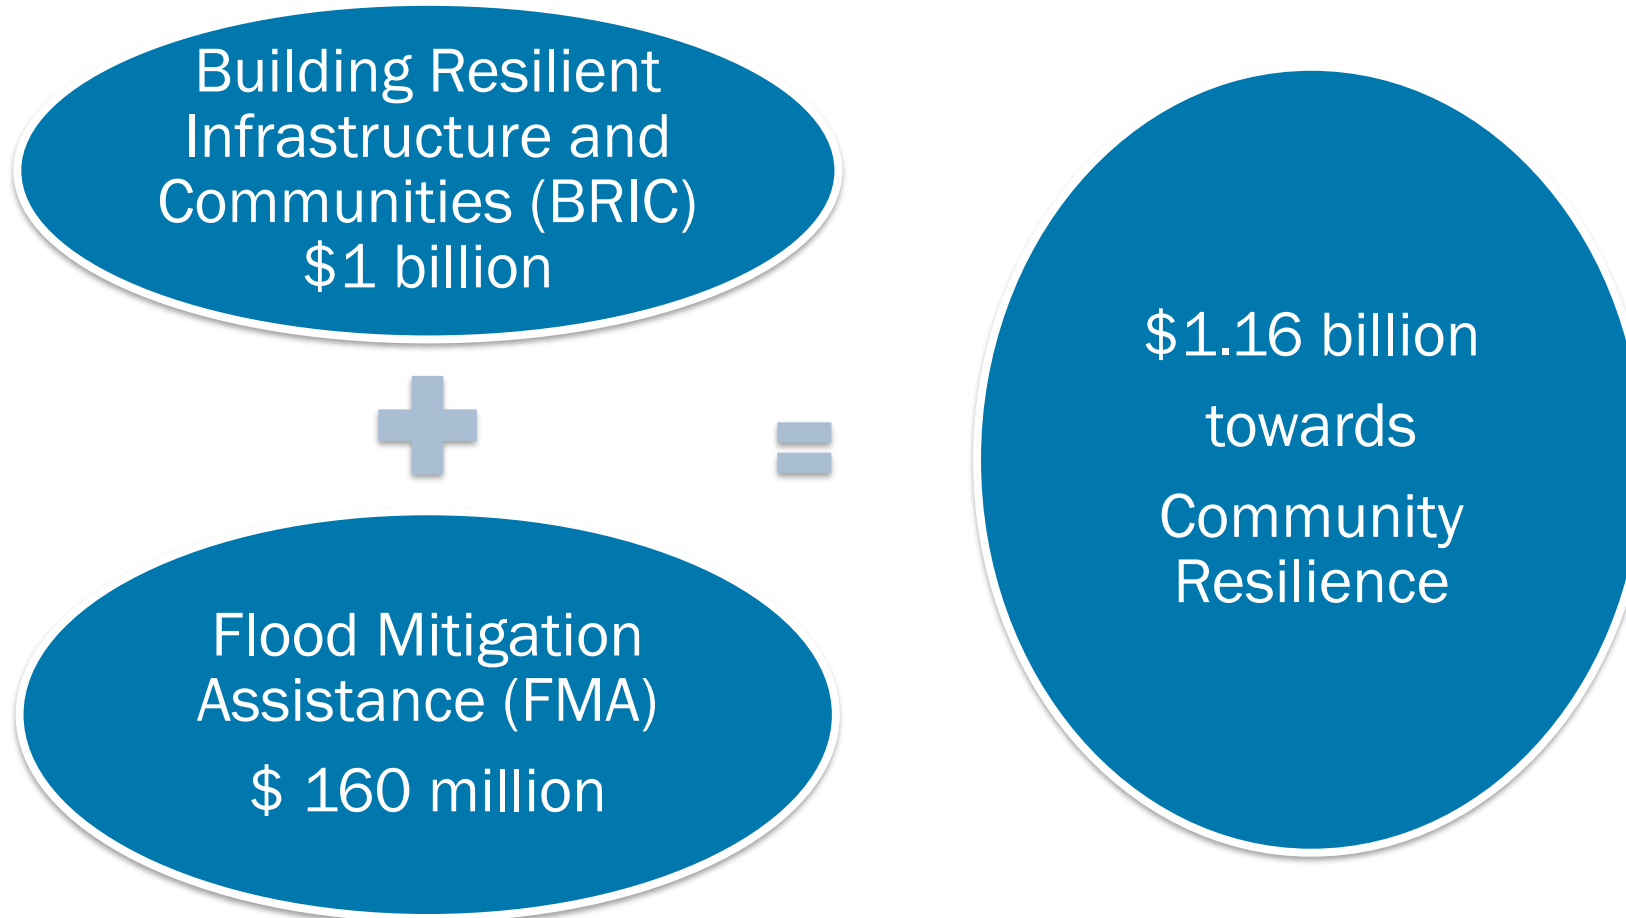 Building Resilient
Infrastructure and
Communities (BRIC)
$1 billion
Flood Mitigation
Assistance (FMA)
$ 160 million
$1.16 billion
towards
Community
Resilience